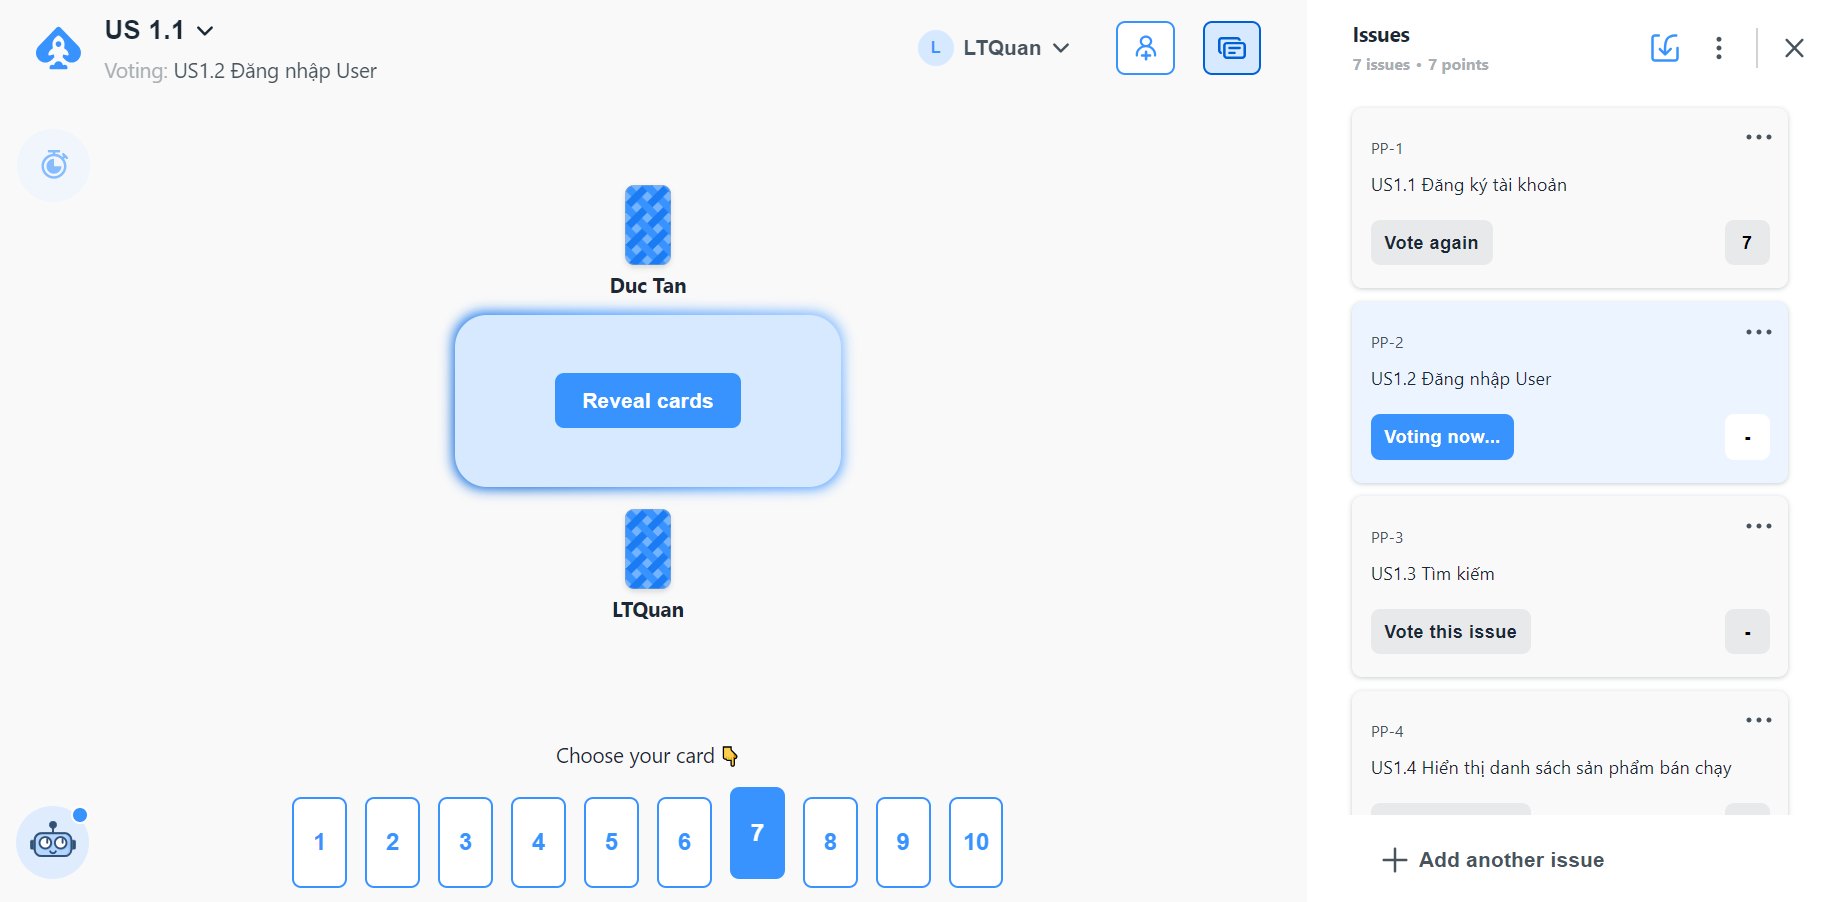 US 1.1
Voting: US1.2 Đăng nhập User
L LTQuan
Duc Tan
Reveal cards
LTQuan
Choose your card
1 2 3 4 5 6 7 8 9 10
Issues
7 issues • 7 points
PP-1
US1.1 Đăng ký tài khoản
Vote again 7
PP-2
US1.2 Đăng nhập User
Voting now... -
PP-3
US1.3 Tìm kiếm
Vote this issue -
PP-4
US1.4 Hiển thị danh sách sản phẩm bán chạy
Add another issue